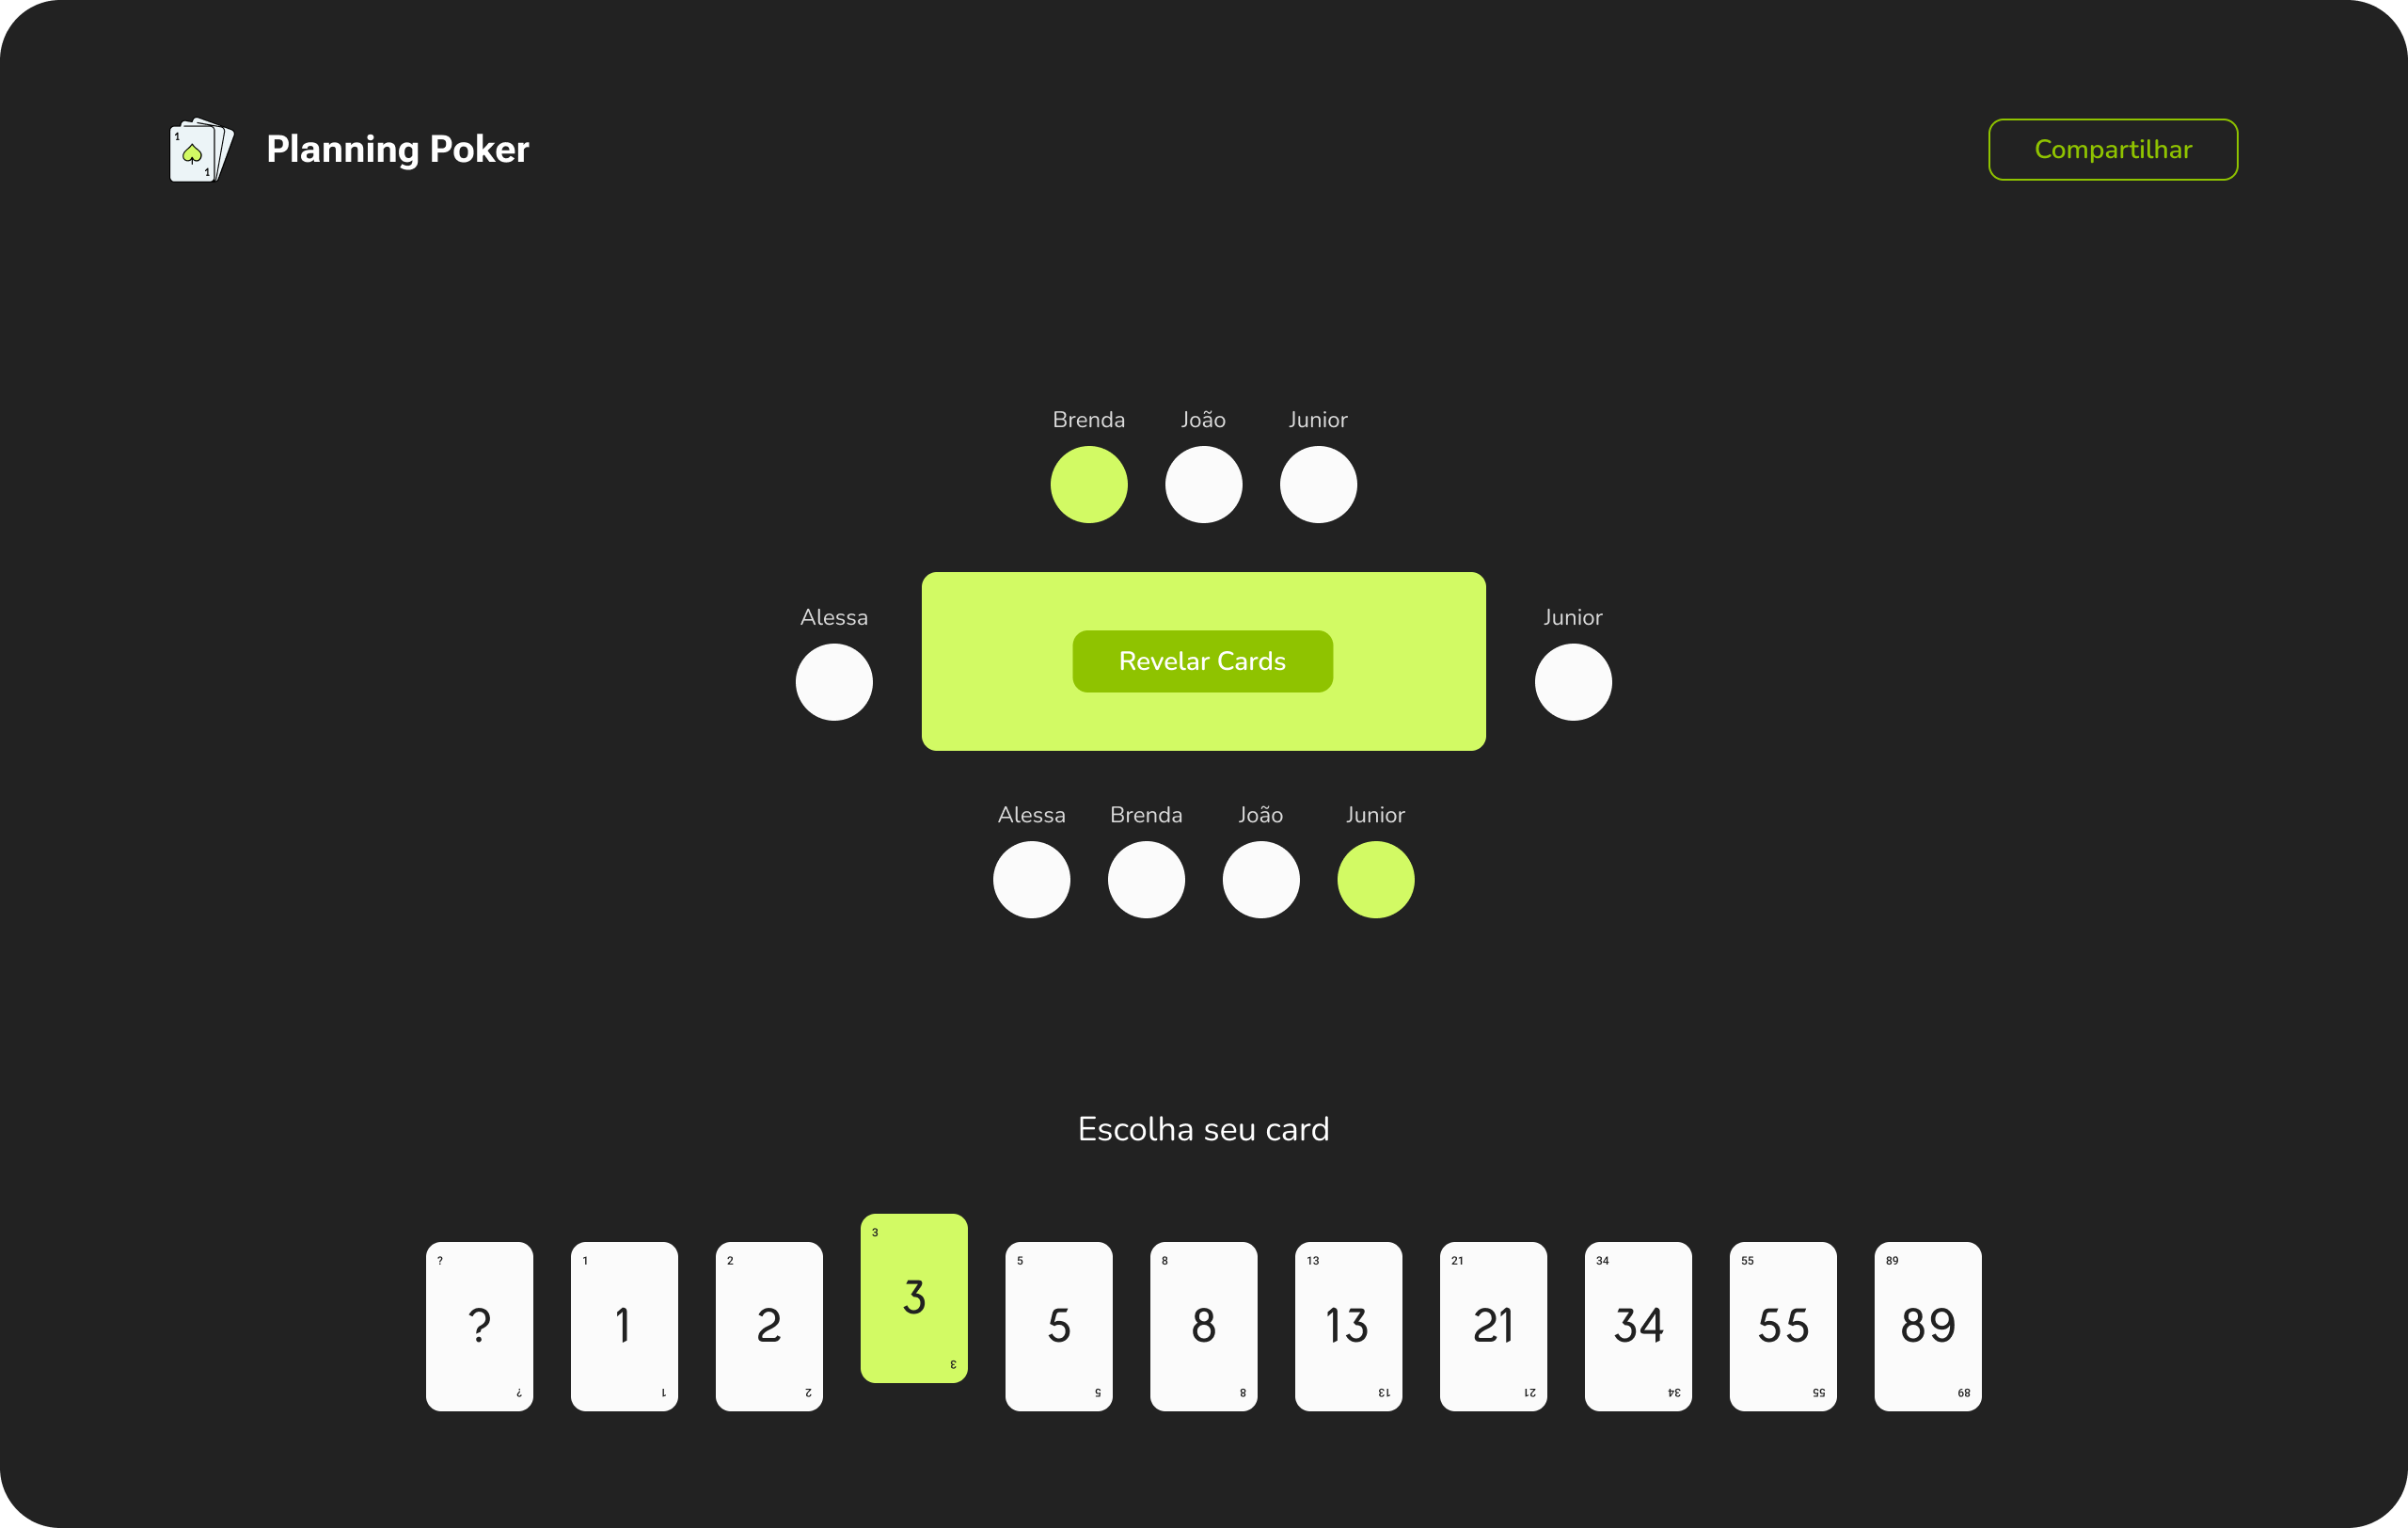 1
1
Planning Poker
Compartilhar
Brenda João Junior
Alessa
Revelar Cards
Junior
Alessa Brenda João Junior
Escolha seu card
3
3
3
? 1 2 5 8 13 21 34 55 89
? 1 2 5 8 13 21 34 55 89
? 1 2 5 8 13 21 34 55 89